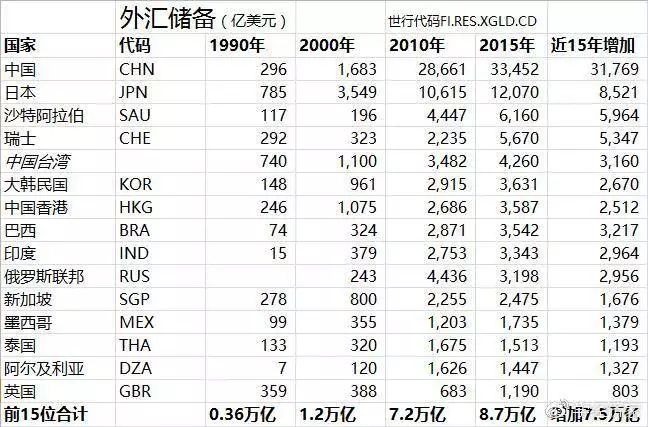 外汇储备（亿美元） 世行代码FI.RES.XGLD.CD
国家 代码 1990年 2000年 2010年 2015年 近15年增加
中国 CHN 296 1,683 28,661 33,452 31,769
日本 JPN 785 3,549 10,615 12,070 8,521
沙特阿拉伯 SAU 117 196 4,447 6,160 5,964
瑞士 CHE 292 323 2,235 5,670 5,347
中国台湾 740 1,100 3,482 4,260 3,160
大韩民国 KOR 148 961 2,915 3,631 2,670
中国香港 HKG 246 1,075 2,686 3,587 2,512
巴西 BRA 74 324 2,871 3,542 3,217
印度 IND 15 379 2,753 3,343 2,964
俄罗斯联邦 RUS 243 4,436 3,198 2,956
新加坡 SGP 278 800 2,255 2,475 1,676
墨西哥 MEX 99 355 1,203 1,735 1,379
泰国 THA 133 320 1,675 1,513 1,193
阿尔及利亚 DZA 7 120 1,626 1,447 1,327
英国 GBR 359 388 683 1,190 803
前15位合计 0.36万亿 1.2万亿 7.2万亿 8.7万亿 增加7.5万亿